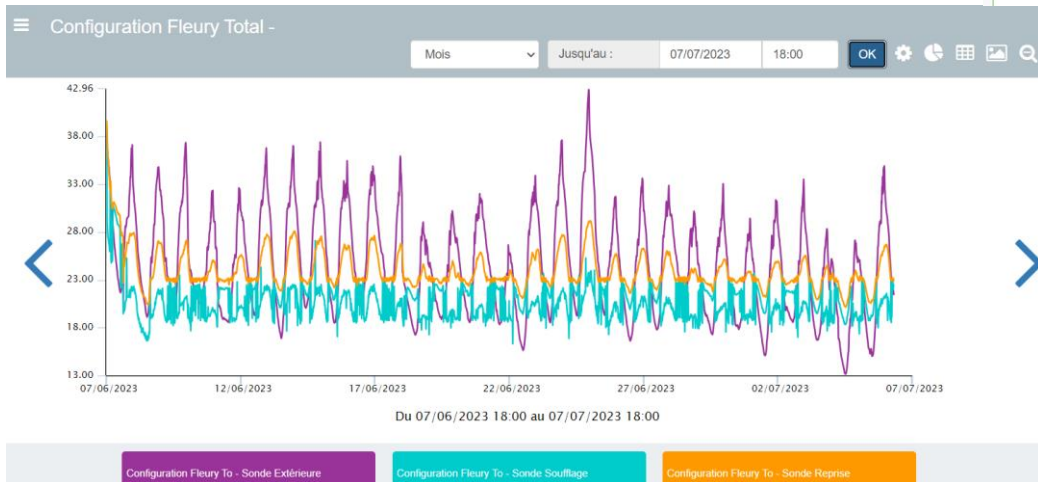 Configuration Fleury Total -
Mois Jusqu'au : 07/07/2023 18:00 OK
42.96
38.00
33.00
28.00
23.00
18.00
13.00
07/06/2023 12/06/2023 17/06/2023 22/06/2023 27/06/2023 02/07/2023 07/07/2023
Du 07/06/2023 18:00 au 07/07/2023 18:00
Configuration Fleury To - Sonde Extérieure Configuration Fleury To - Sonde Soufflage Configuration Fleury To - Sonde Reprise